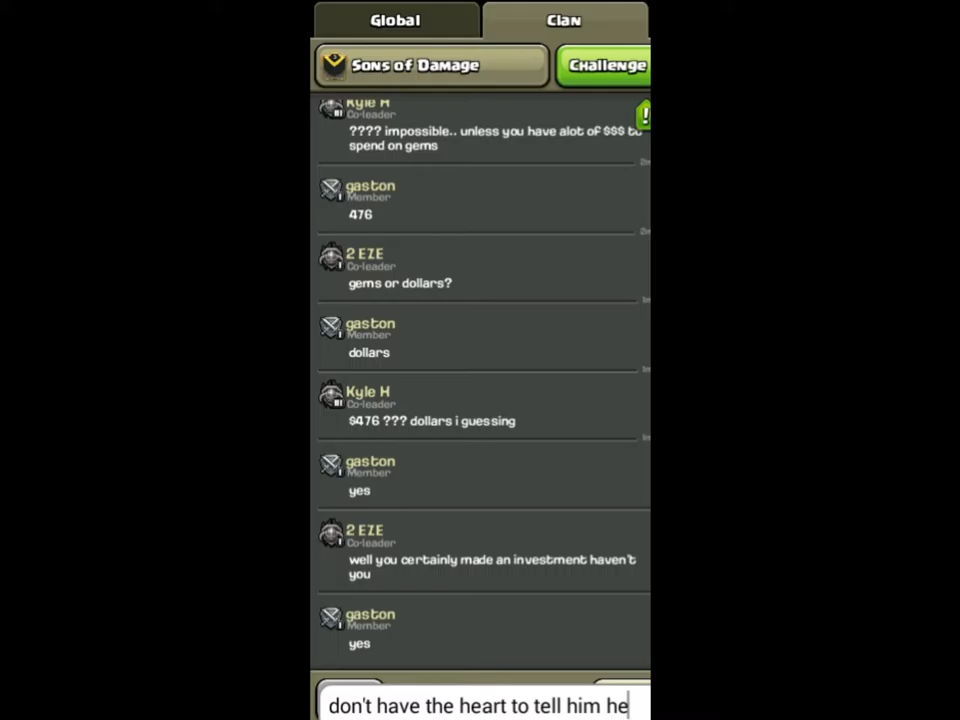 Global
Clan
Sons of Damage
Challenge
Kyle H
Co-leader
???? impossible.. unless you have alot of $$$ to
spend on gems
gaston
Member
476
2 EZE
Co-leader
gems or dollars?
gaston
Member
dollars
Kyle H
Co-leader
$476 ??? dollars i guessing
gaston
Member
yes
2 EZE
Co-leader
well you certainly made an investment haven't
you
gaston
Member
yes
don't have the heart to tell him he